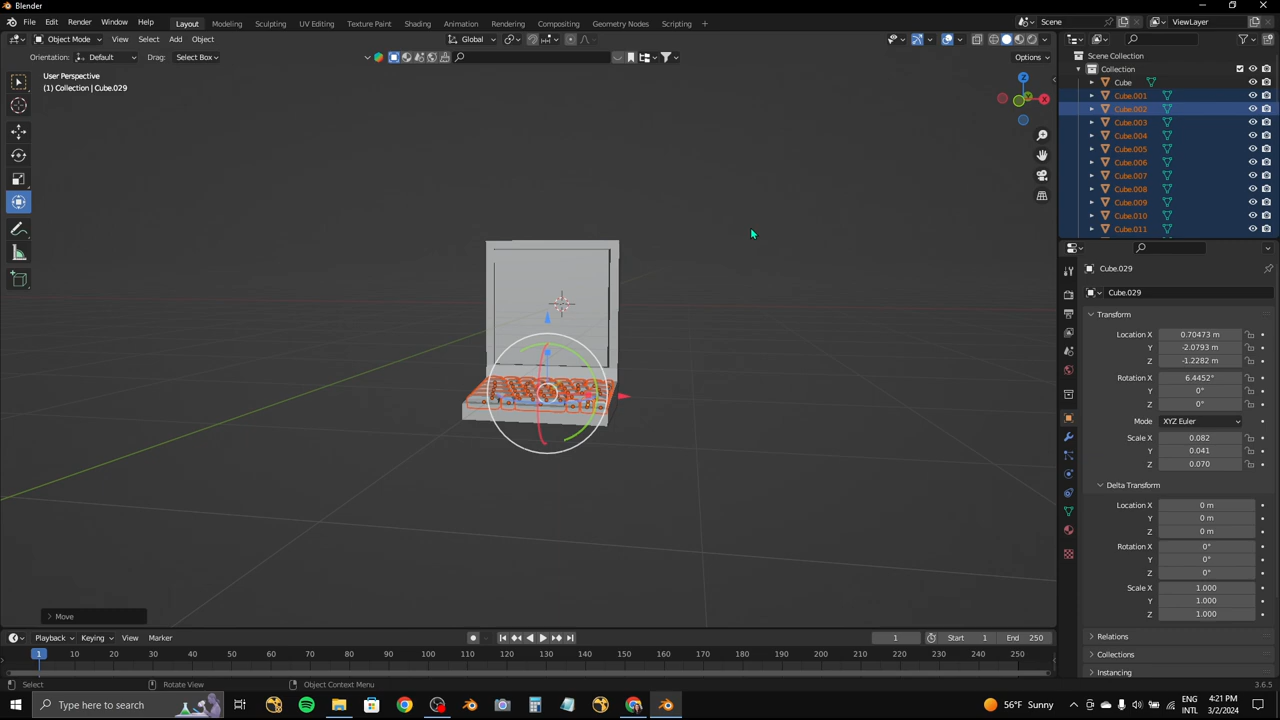 Blender
File Edit Render Window Help Layout Modeling Sculpting UV Editing Texture Paint Shading Animation Rendering Compositing Geometry Nodes Scripting + Scene ViewLayer
Object Mode View Select Add Object Global
Orientation: Default Drag: Select Box Options
User Perspective
(1) Collection | Cube.029
X
Scene Collection
Collection
Cube
Cube.001
Cube.002
Cube.003
Cube.004
Cube.005
Cube.006
Cube.007
Cube.008
Cube.009
Cube.010
Cube.011
Cube.029
Cube.029
Transform
Location X 0.70473 m
Y -2.0793 m
Z -1.2282 m
Rotation X 6.4452°
Y 0°
Z 0°
Mode XYZ Euler
Scale X 0.082
Y 0.041
Z 0.070
Delta Transform
Location X 0 m
Y 0 m
Z 0 m
Rotation X 0°
Y 0°
Z 0°
Scale X 1.000
Y 1.000
Z 1.000
Relations
Collections
Instancing
Move
Playback Keying View Marker 1 Start 1 End 250
1 10 20 30 40 50 60 70 80 90 100 110 120 130 140 150 160 170 180 190 200 210 220 230 240 250
Select Rotate View Object Context Menu 3.6.5
Type here to search 56°F Sunny ENG INTL 4:21 PM 3/2/2024